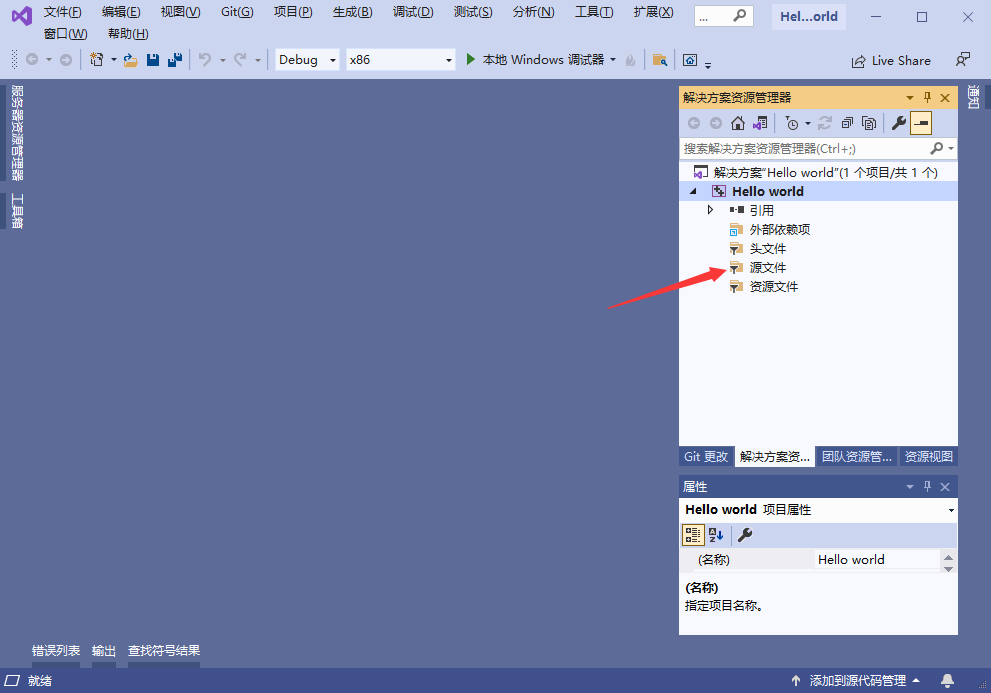 文件(F) 编辑(E) 视图(V) Git(G) 项目(P) 生成(B) 调试(D) 测试(S) 分析(N) 工具(T) 扩展(X) ... Hel...orld
窗口(W) 帮助(H)
Debug x86 本地 Windows 调试器 Live Share
服务器资源管理器
工具箱
解决方案资源管理器
通知
搜索解决方案资源管理器(Ctrl+;)
解决方案"Hello world"(1 个项目/共 1 个)
Hello world
引用
外部依赖项
头文件
源文件
资源文件
Git 更改 解决方案资... 团队资源管... 资源视图
属性
Hello world 项目属性
(名称) Hello world
(名称)
指定项目名称。
错误列表 输出 查找符号结果
就绪 添加到源代码管理